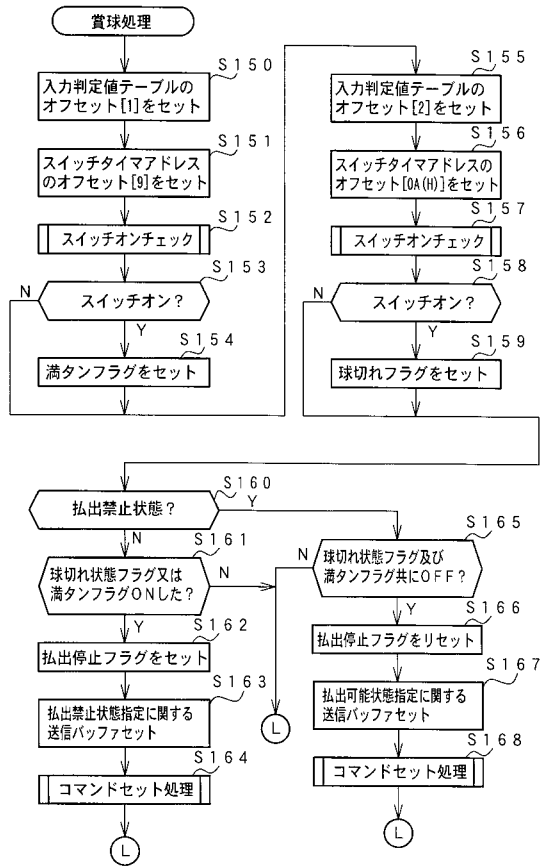 賞球処理
S150
入力判定値テーブルの
オフセット[1]をセット
S151
スイッチタイマアドレス
のオフセット[9]をセット
S152
スイッチオンチェック
S153
N
スイッチオン?
Y
S154
満タンフラグをセット
S155
入力判定値テーブルの
オフセット[2]をセット
S156
スイッチタイマアドレスの
オフセット[0A(H)]をセット
S157
スイッチオンチェック
S158
N
スイッチオン?
Y
S159
球切れフラグをセット
S160
払出禁止状態?
Y
N
S161
球切れ状態フラグ又は
満タンフラグONした?
N
Y
S162
払出停止フラグをセット
S163
払出禁止状態指定に関する
送信バッファセット
S164
コマンドセット処理
L
S165
N
球切れ状態フラグ及び
満タンフラグ共にOFF?
Y
S166
払出停止フラグをリセット
S167
払出可能状態指定に関する
送信バッファセット
L
S168
コマンドセット処理
L